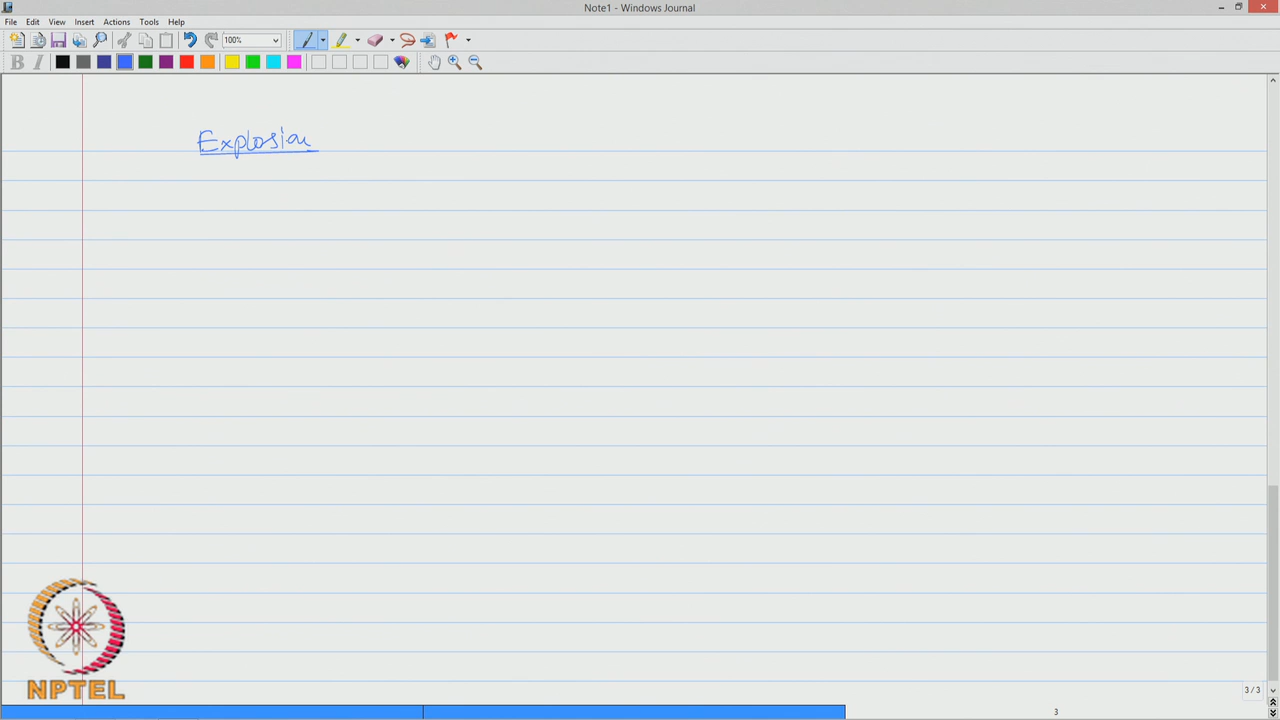 Note1 - Windows Journal
File Edit View Insert Actions Tools Help
100%
B I
Explosion
NPTEL
3 / 3
3